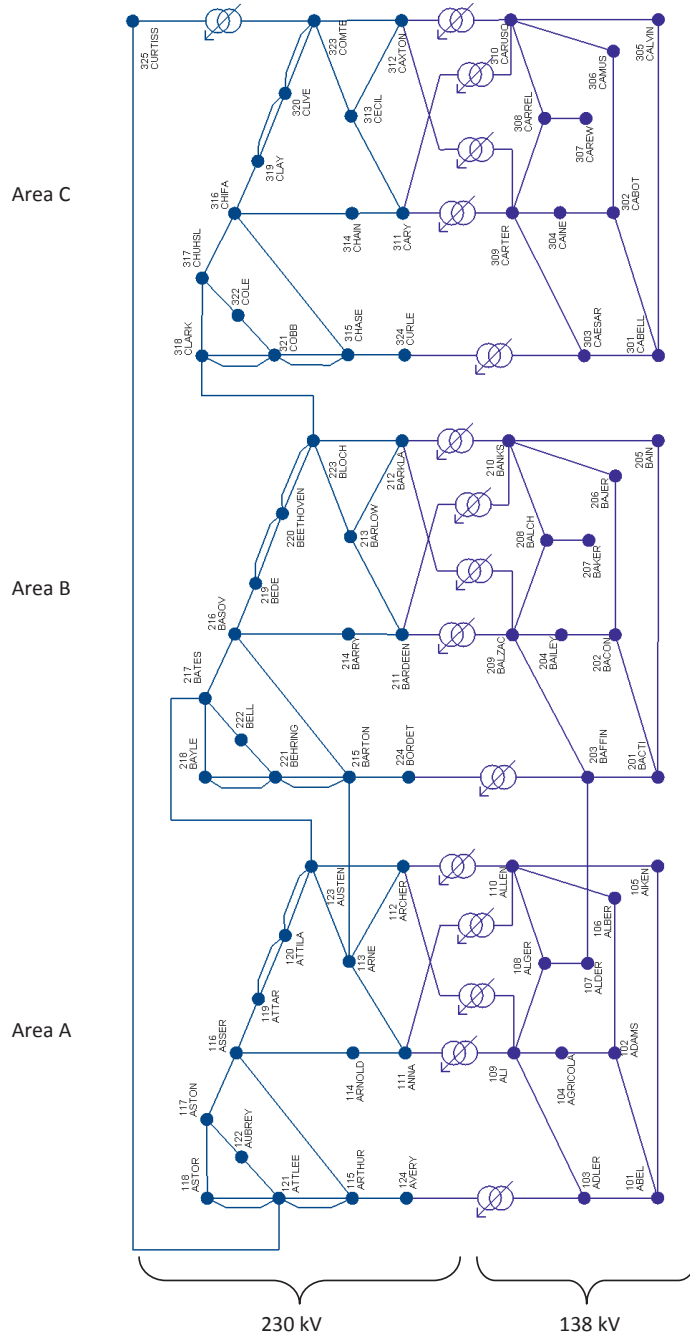 325
CURTISS
Area C
323
COMTE
320
CLIVE
319
CLAY
316
CHIFA
317
CHUHSL
322
COLE
318
CLARK
321
COBB
315
CHASE
324
CURLE
314
CHAIN
313
CECIL
312
CAXTON
311
CARY
310
CARUSO
309
CARTER
308
CARREL
307
CAREW
306
CAMUS
305
CALVIN
304
CAINE
303
CAESAR
302
CABOT
301
CABELL
Area B
223
BLOCH
220
BEETHOVEN
219
BEDE
216
BASOV
217
BATES
222
BELL
218
BAYLE
221
BEHRING
215
BARTON
224
BORDET
214
BARRY
213
BARLOW
212
BARKLA
211
BARDEEN
210
BANKS
209
BALZAC
208
BALCH
207
BAKER
206
BAJER
205
BAIN
204
BAILEY
203
BAFFIN
202
BACON
201
BACTI
Area A
123
AUSTEN
120
ATTILA
119
ATTAR
116
ASSER
117
ASTON
122
AUBREY
118
ASTOR
121
ATTLEE
115
ARTHUR
124
AVERY
114
ARNOLD
113
ARNE
112
ARCHER
111
ANNA
110
ALLEN
109
ALI
108
ALGER
107
ALDER
106
ALBER
105
AIKEN
104
AGRICOLA
103
ADLER
102
ADAMS
101
ABEL
230 kV
138 kV